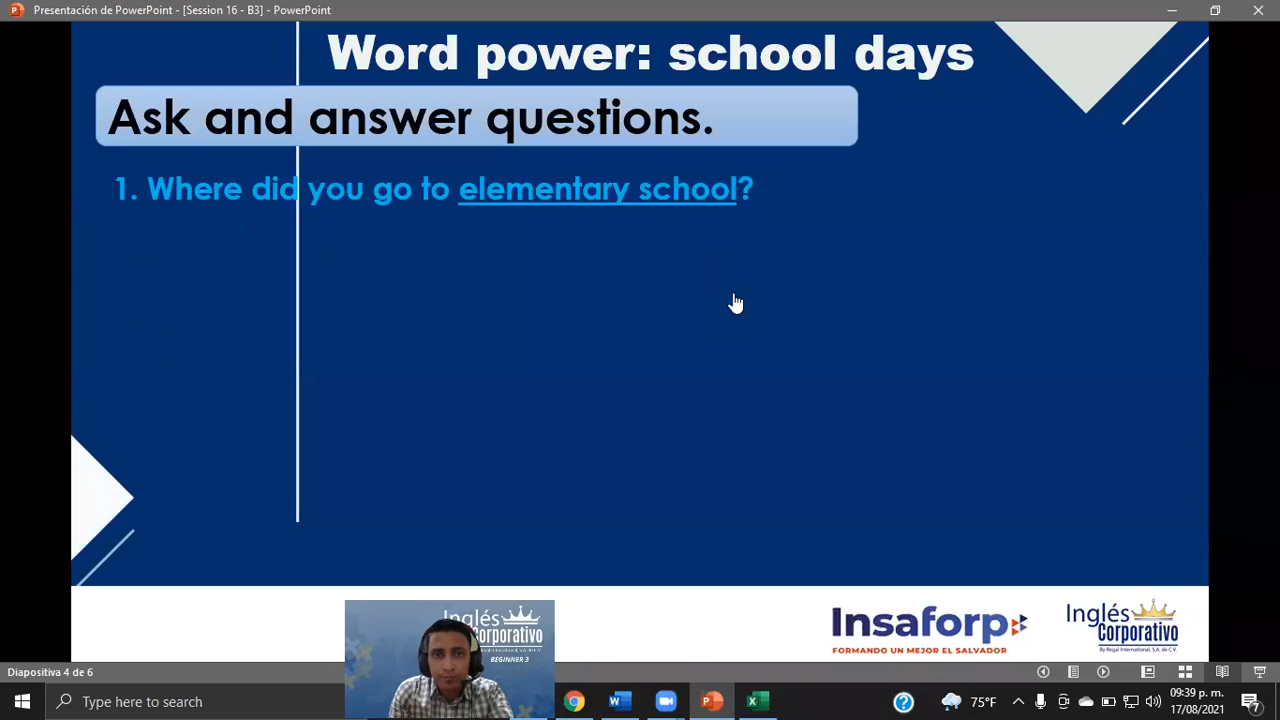 Presentación de PowerPoint - [Session 16 - B3] - PowerPoint
Word power: school days
Ask and answer questions.
1. Where did you go to elementary school?
Inglés
Corporativo
BEGINNER 3
Insaforp
FORMANDO UN MEJOR EL SALVADOR
Inglés
Corporativo
By Regal International, S.A. de C.V.
Diapositiva 4 de 6
Type here to search
75°F
09:39 p. m.
17/08/2021
7